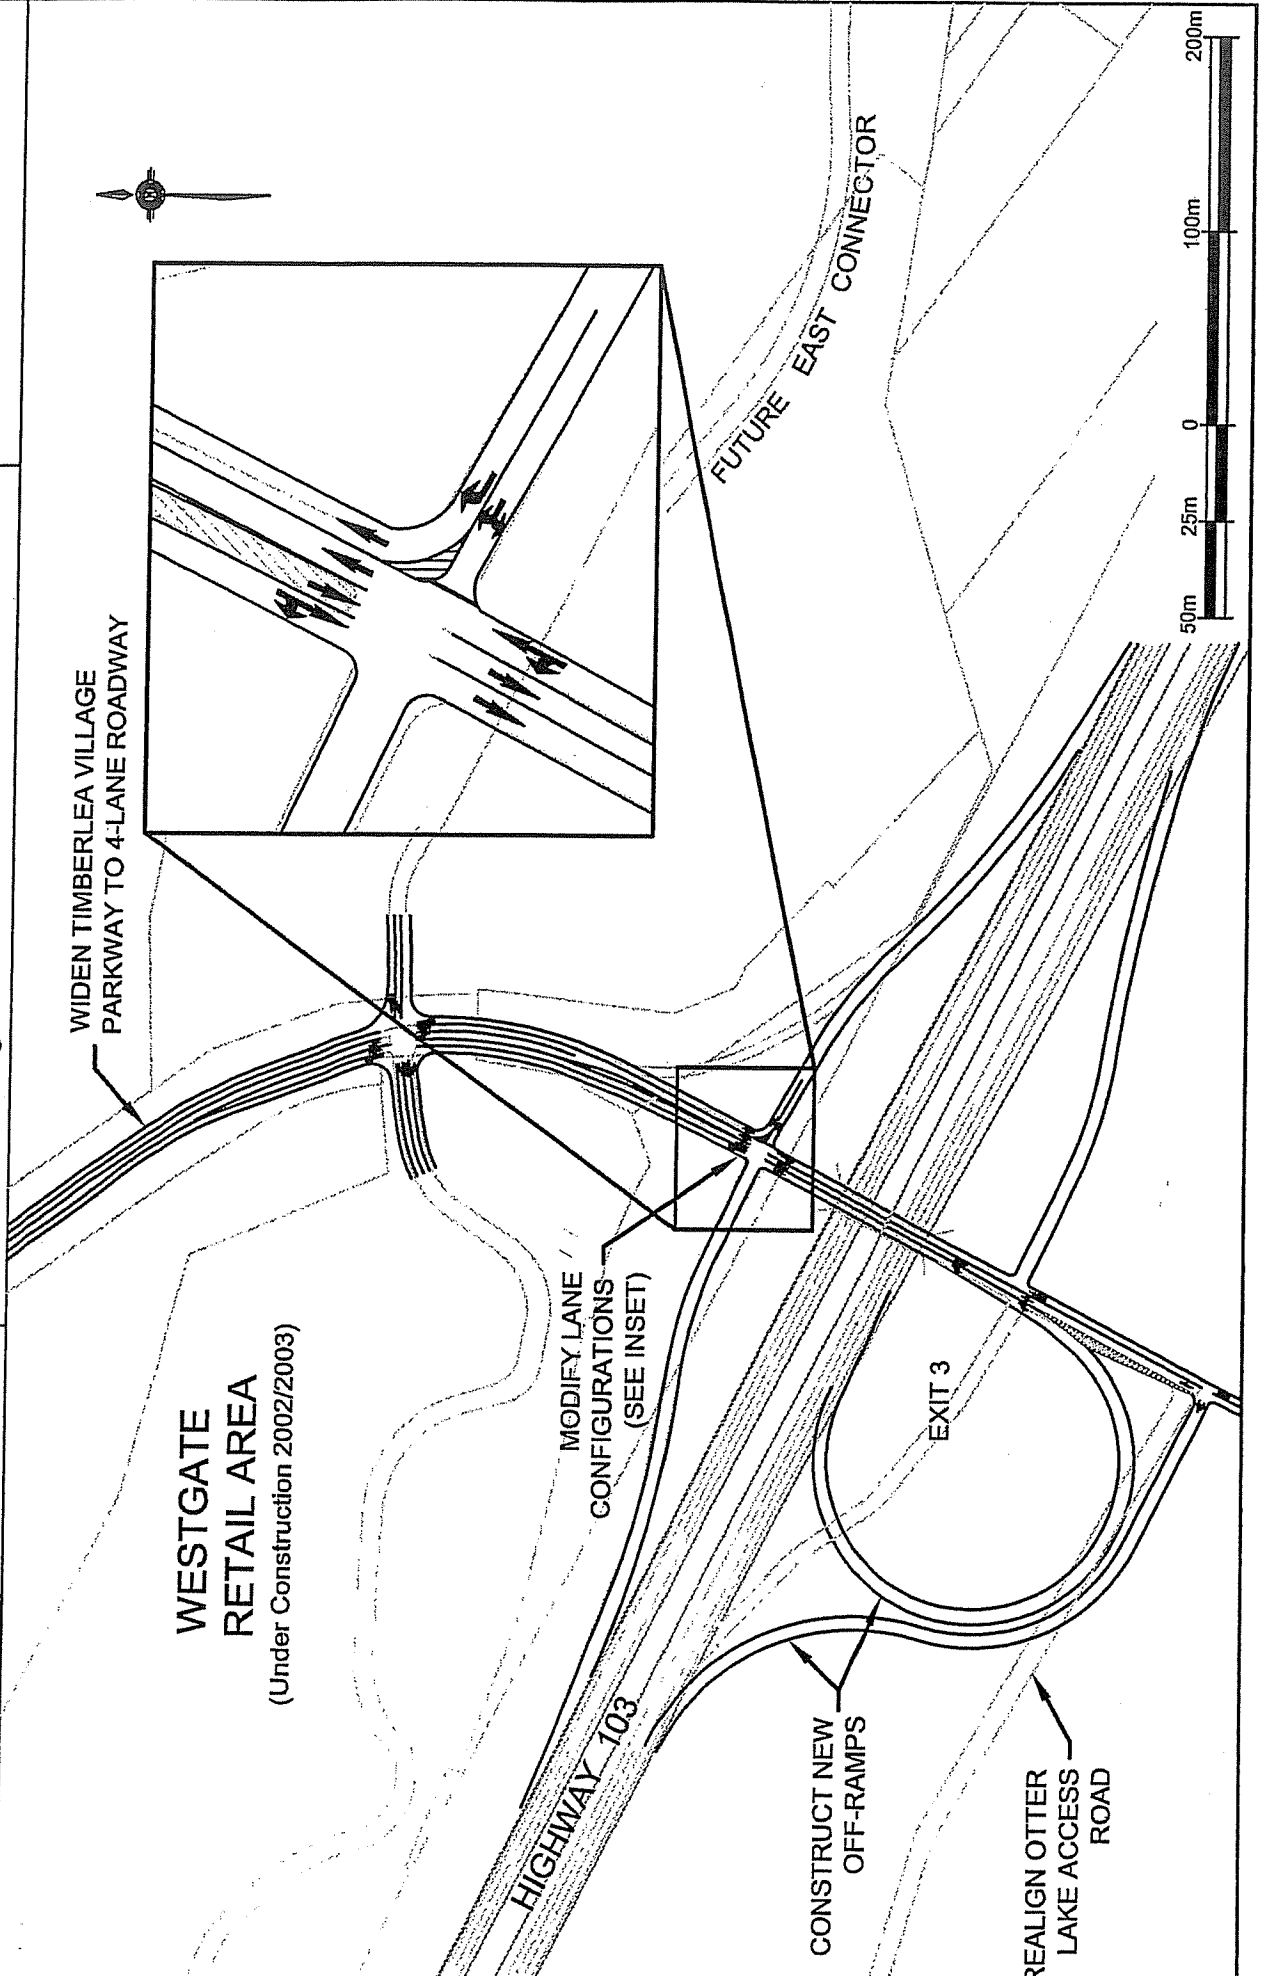 WIDEN TIMBERLEA VILLAGE
PARKWAY TO 4-LANE ROADWAY
N
WESTGATE
RETAIL AREA
(Under Construction 2002/2003)
MODIFY LANE
CONFIGURATIONS
(SEE INSET)
FUTURE EAST CONNECTOR
HIGHWAY 103
EXIT 3
CONSTRUCT NEW
OFF-RAMPS
REALIGN OTTER
LAKE ACCESS
ROAD
50m 25m 0 100m 200m